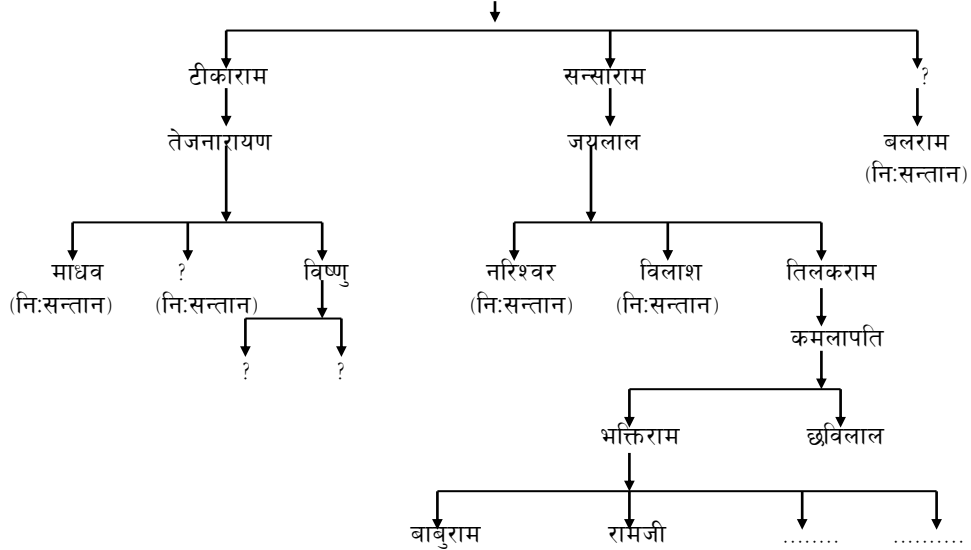 टीकाराम सन्साराम ?
तेजनारायण जयलाल बलराम
(नि:सन्तान)
माधव ? विष्णु नरिश्वर विलाश तिलकराम
(नि:सन्तान) (नि:सन्तान) (नि:सन्तान) (नि:सन्तान)
कमलापति
? ?
भक्तिराम छविलाल
बाबुराम रामजी ........ ..........